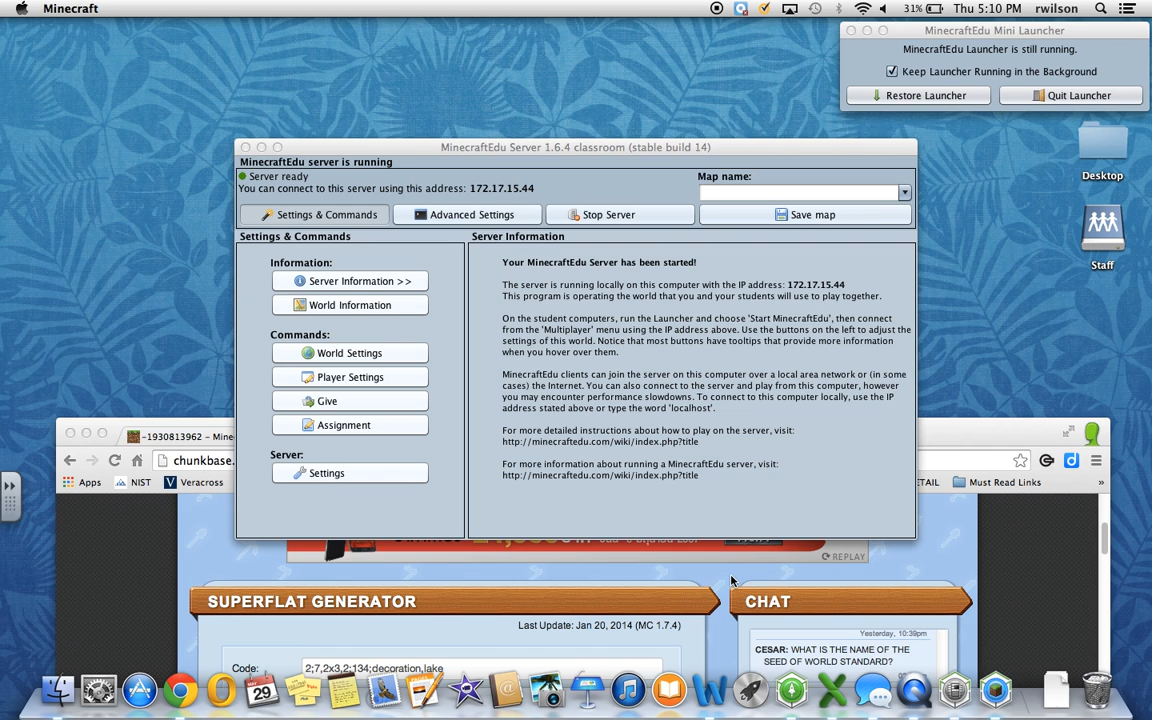 Minecraft
31%
Thu 5:10 PM
rwilson
MinecraftEdu Mini Launcher
MinecraftEdu Launcher is still running.
Keep Launcher Running in the Background
Restore Launcher
Quit Launcher
Desktop
Staff
MinecraftEdu Server 1.6.4 classroom (stable build 14)
MinecraftEdu server is running
Server ready
You can connect to this server using this address: 172.17.15.44
Map name:
Settings & Commands
Advanced Settings
Stop Server
Save map
Settings & Commands
Information:
Server Information >>
World Information
Commands:
World Settings
Player Settings
Give
Assignment
Server:
Settings
Server Information
Your MinecraftEdu Server has been started!
The server is running locally on this computer with the IP address: 172.17.15.44
This program is operating the world that you and your students will use to play together.
On the student computers, run the Launcher and choose 'Start MinecraftEdu', then connect
from the 'Multiplayer' menu using the IP address above. Use the buttons on the left to adjust the
settings of this world. Notice that most buttons have tooltips that provide more information
when you hover over them.
MinecraftEdu clients can join the server on this computer over a local area network or (in some
cases) the Internet. You can also connect to the server and play from this computer, however
you may encounter performance slowdowns. To connect to this computer locally, use the IP
address stated above or type the word 'localhost'.
For more detailed instructions about how to play on the server, visit:
http://minecraftedu.com/wiki/index.php?title
For more information about running a MinecraftEdu server, visit:
http://minecraftedu.com/wiki/index.php?title
-1930813962 - Mine
chunkbase.
Apps
NIST
Veracross
ETAIL
Must Read Links
»
REPLAY
SUPERFLAT GENERATOR
Last Update: Jan 20, 2014 (MC 1.7.4)
Code:
2;7,2x3,2;134;decoration,lake
CHAT
Yesterday, 10:39pm
CESAR: WHAT IS THE NAME OF THE
SEED OF WORLD STANDARD?
29